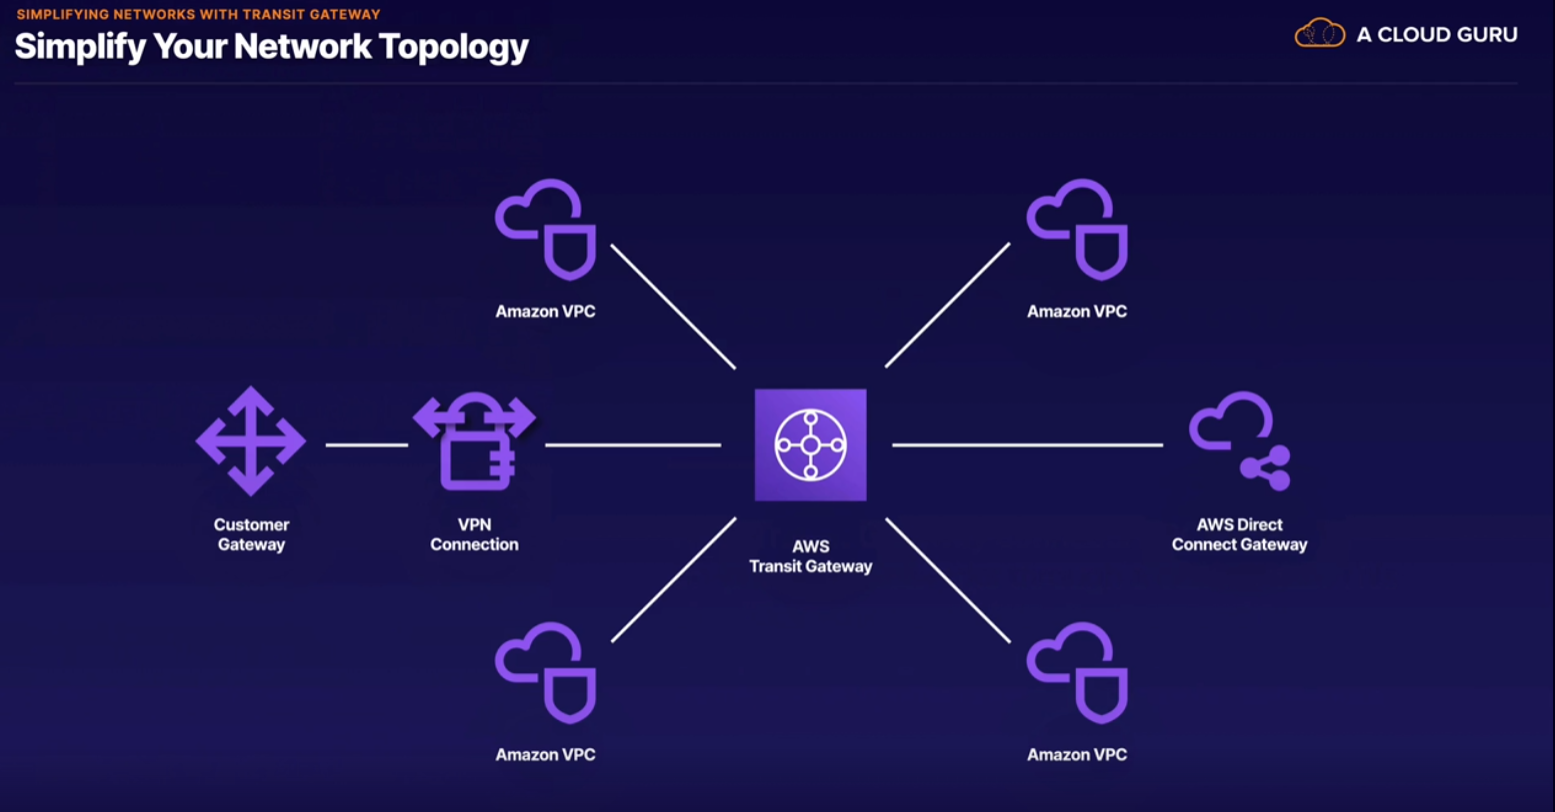 SIMPLIFYING NETWORKS WITH TRANSIT GATEWAY
Simplify Your Network Topology
A CLOUD GURU
Amazon VPC
Amazon VPC
Customer
Gateway
VPN
Connection
AWS
Transit Gateway
AWS Direct
Connect Gateway
Amazon VPC
Amazon VPC